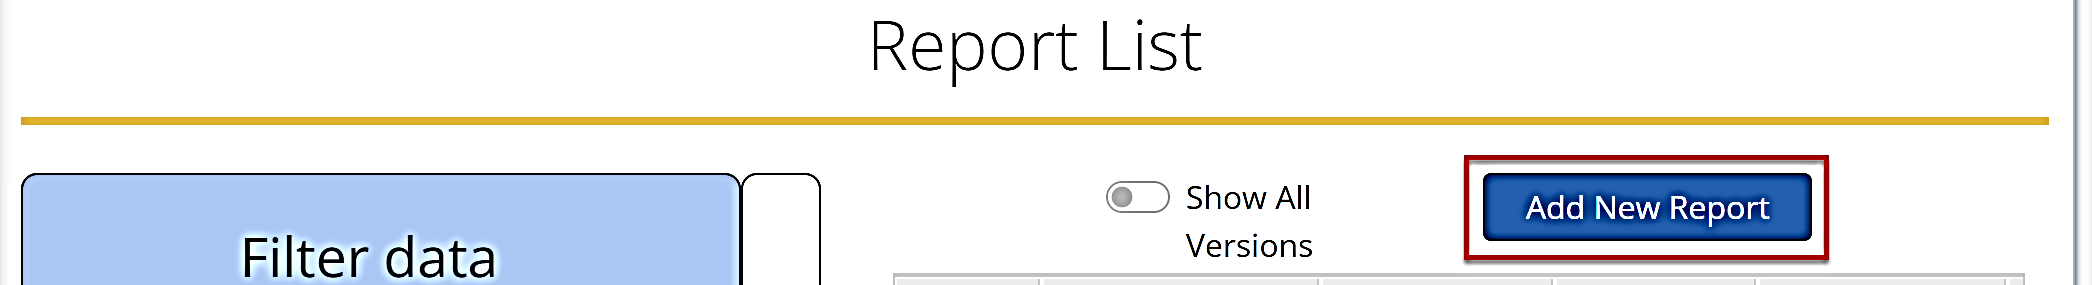 Report List
Show All
Versions
Add New Report
Filter data